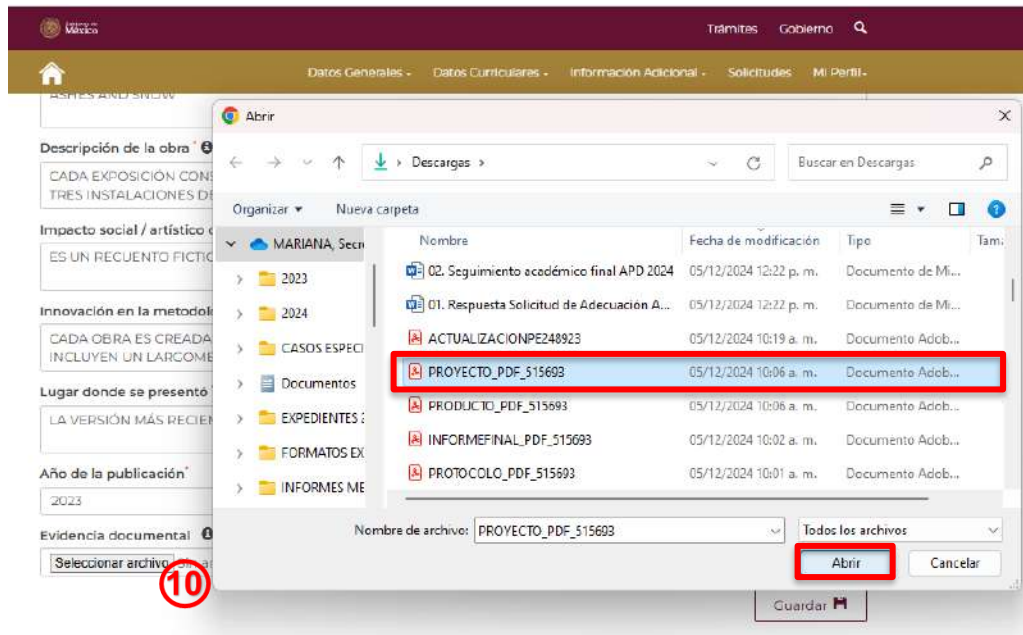 Gobierno de
México
Trámites Gobierno
Datos Generales Datos Curriculares Información Adicional Solicitudes Mi Perfil
ASHES AND SNOW
Abrir
Descripción de la obra*
Descargas
Buscar en Descargas
CADA EXPOSICIÓN CONS
TRES INSTALACIONES DE
Organizar Nueva carpeta
Impacto social / artístico
MARIANA, Secre
Nombre Fecha de modificación Tipo Tam
ES UN RECUENTO FICTIC
02. Seguimiento académico final APD 2024 05/12/2024 12:22 p. m. Documento de Mi...
2023
01. Respuesta Solicitud de Adecuación A... 05/12/2024 12:22 p. m. Documento de Mi...
Innovación en la metodol
2024
CADA OBRA ES CREADA
ACTUALIZACIONPE248923 05/12/2024 10:19 a. m. Documento Adob...
INCLUYEN UN LARGOME
CASOS ESPECI
PROYECTO_PDF_515693 05/12/2024 10:06 a. m. Documento Adob...
Lugar donde se presentó
Documentos
PRODUCTO_PDF_515693 05/12/2024 10:06 a. m. Documento Adob...
LA VERSIÓN MÁS RECIEN
EXPEDIENTES 2
INFORMEFINAL_PDF_515693 05/12/2024 10:02 a. m. Documento Adob...
FORMATOS EX
Año de la publicación*
PROTOCOLO_PDF_515693 05/12/2024 10:01 a. m. Documento Adob...
INFORMES ME
2023
Evidencia documental
Nombre de archivo: PROYECTO_PDF_515693 Todos los archivos
Seleccionar archivo
Abrir Cancelar
10
Guardar